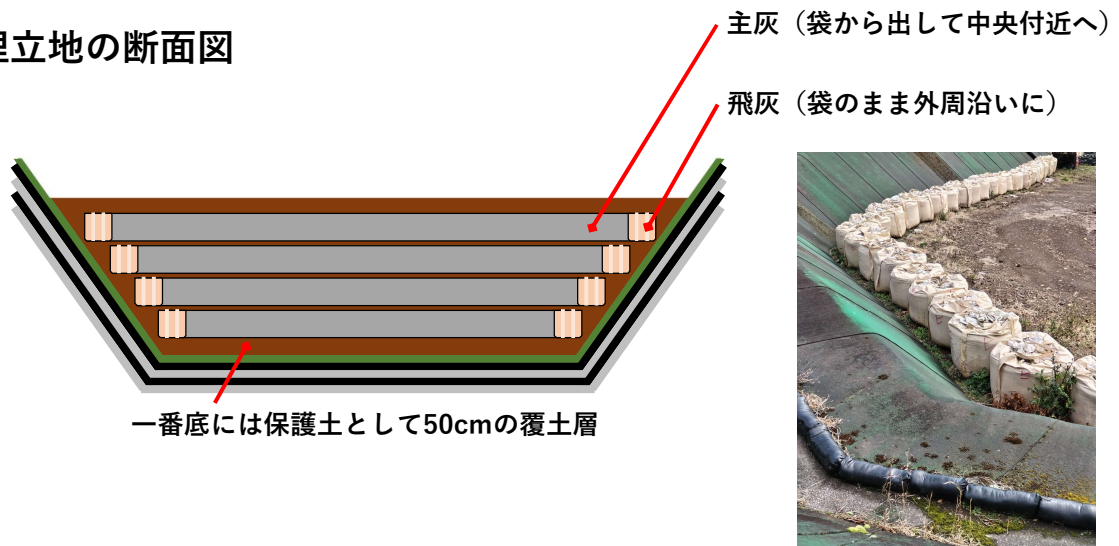 埋立地の断面図
主灰（袋から出して中央付近へ）
飛灰（袋のまま外周沿いに）
一番底には保護土として50cmの覆土層